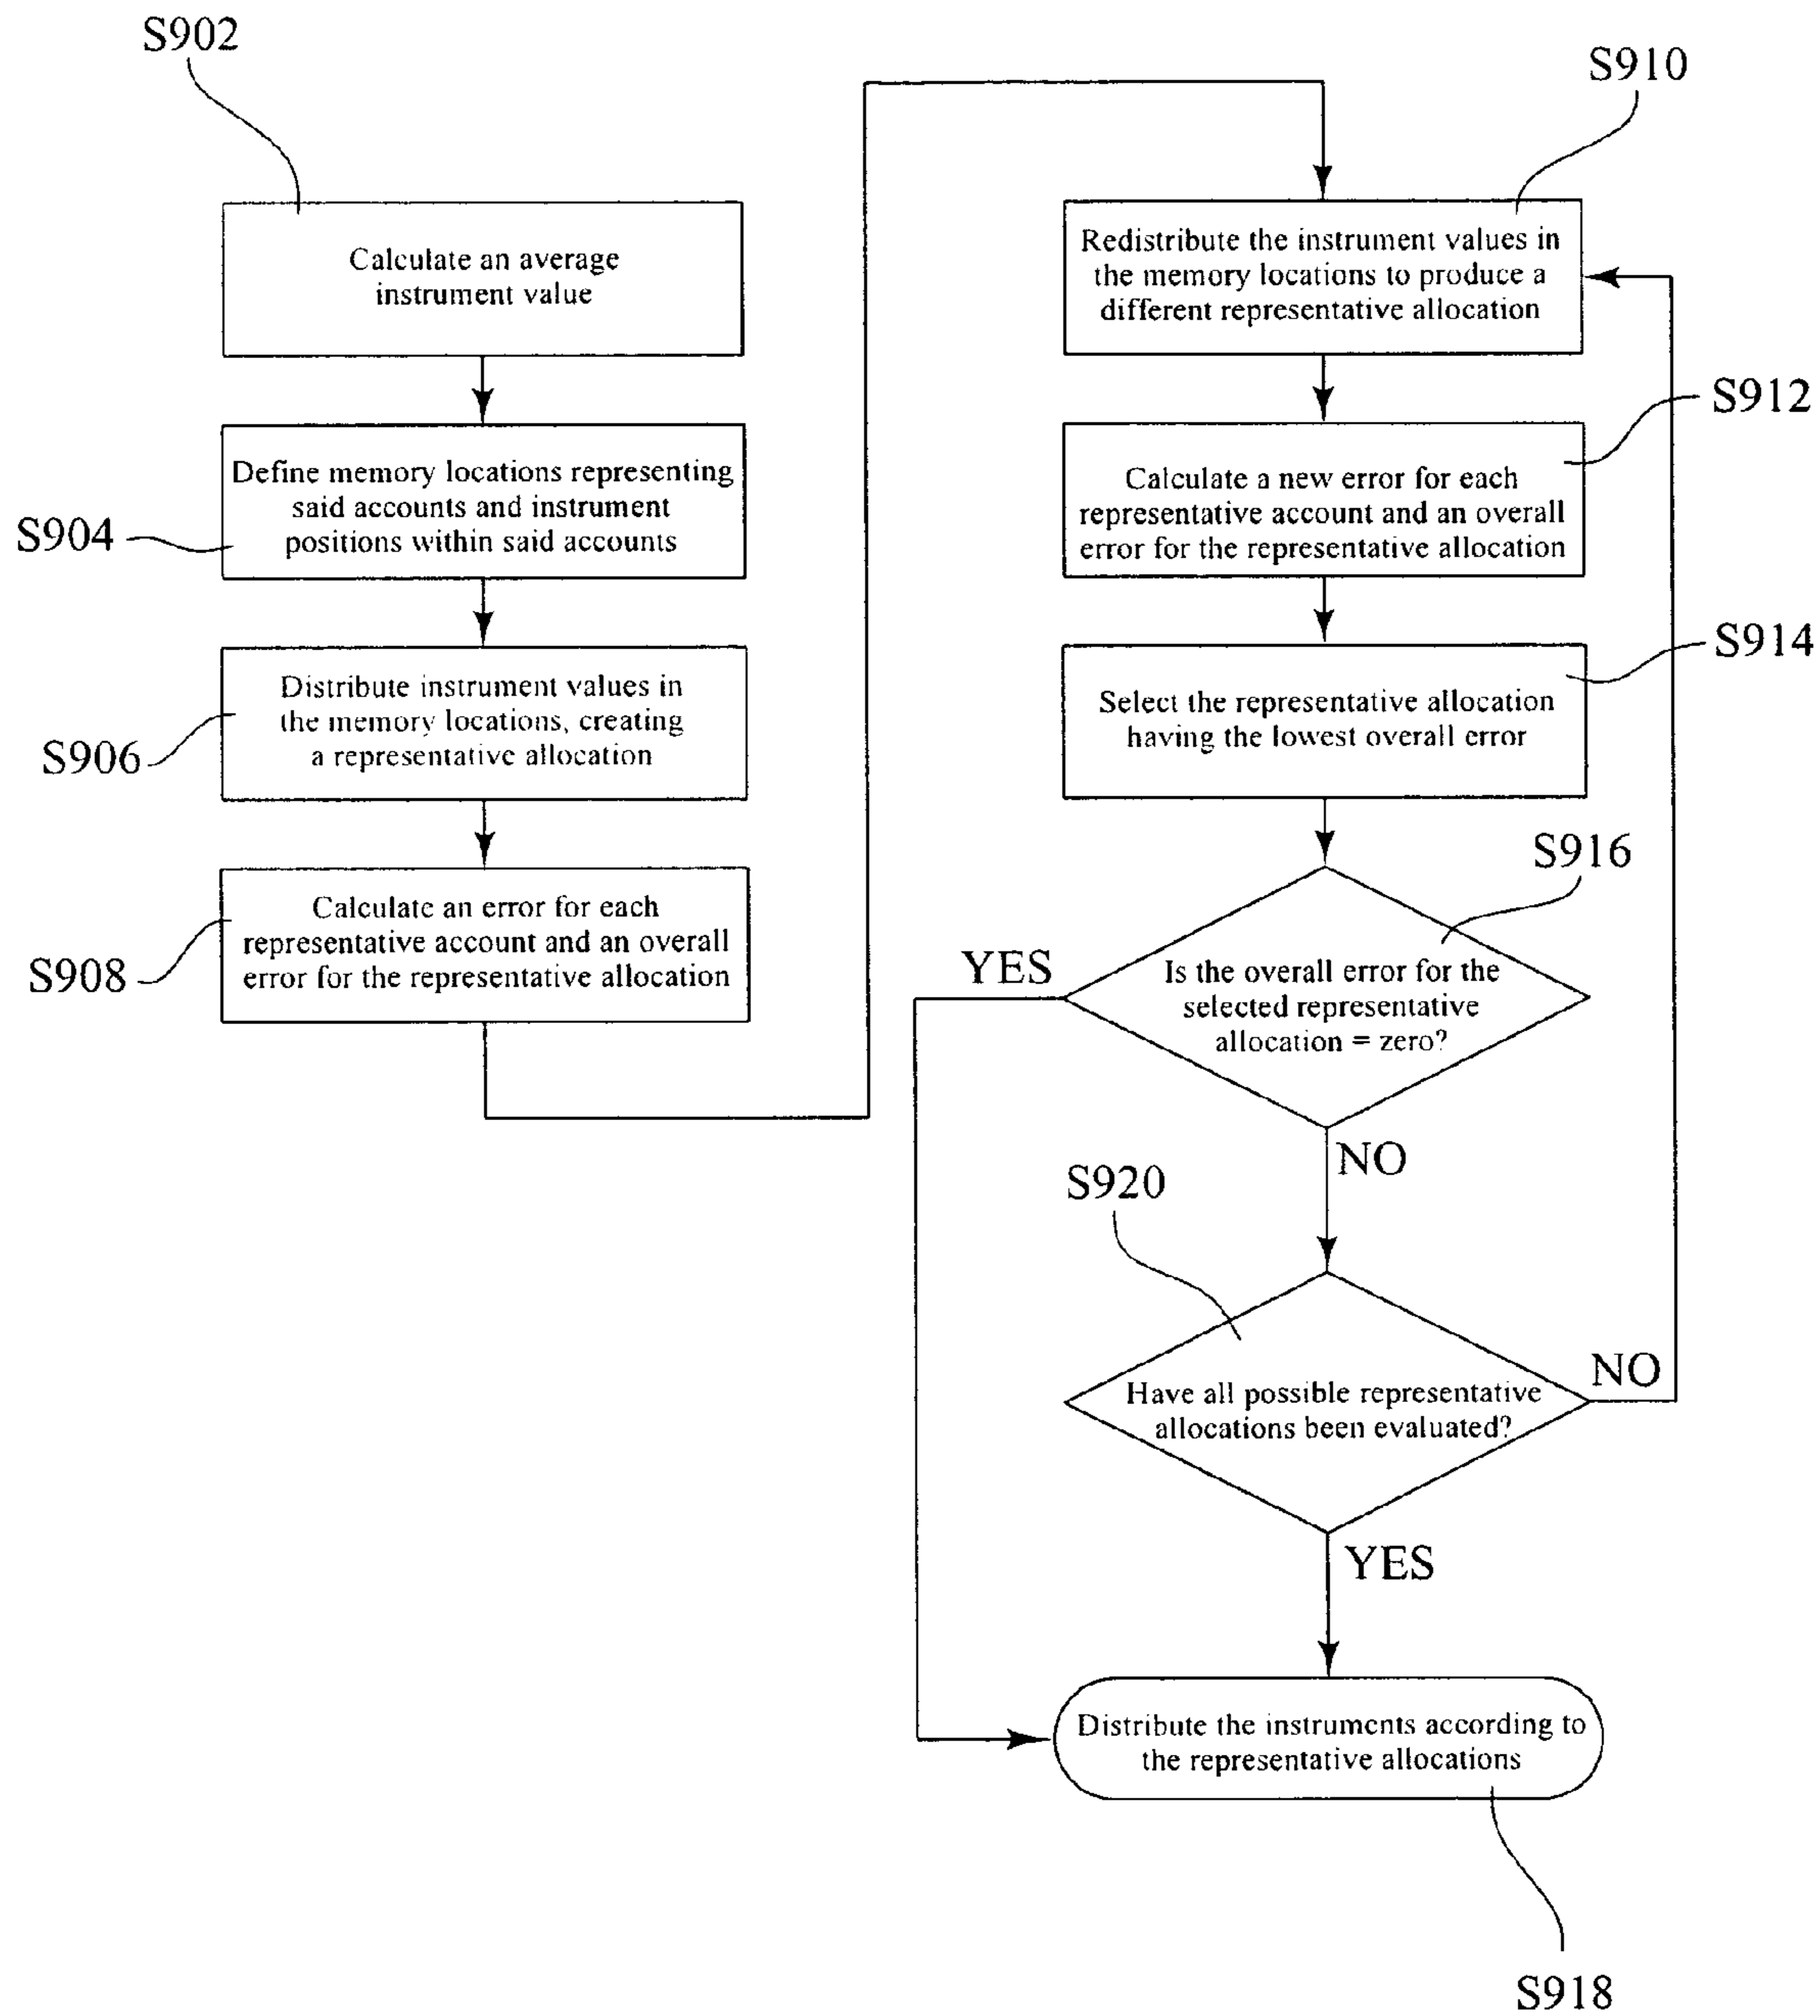 S902
Calculate an average
instrument value
S904
Define memory locations representing
said accounts and instrument
positions within said accounts
S906
Distribute instrument values in
the memory locations, creating
a representative allocation
S908
Calculate an error for each
representative account and an overall
error for the representative allocation
S910
Redistribute the instrument values in
the memory locations to produce a
different representative allocation
S912
Calculate a new error for each
representative account and an overall
error for the representative allocation
S914
Select the representative allocation
having the lowest overall error
S916
YES
Is the overall error for the
selected representative
allocation = zero?
NO
S920
Have all possible representative
allocations been evaluated?
NO
YES
Distribute the instruments according to
the representative allocations
S918